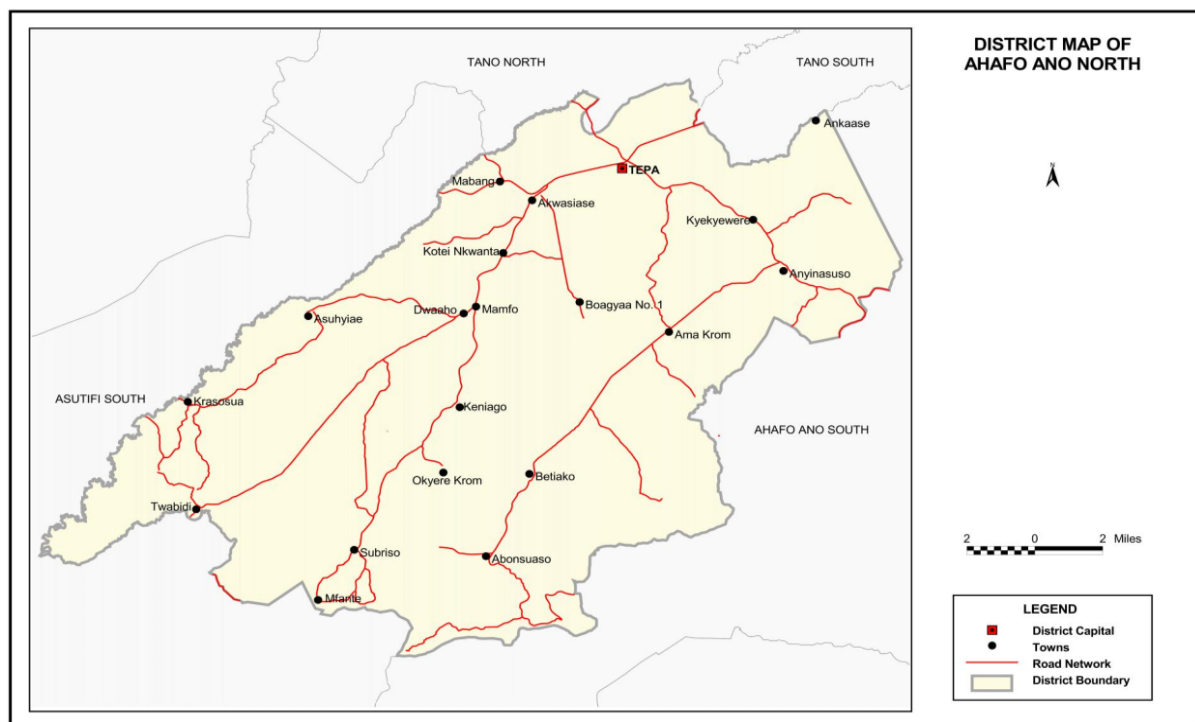 DISTRICT MAP OF
AHAFO ANO NORTH
TANO NORTH
TANO SOUTH
Ankaase
TEPA
Mabang
Akwasiase
Kyekyewere
Kotei Nkwanta
Anyinasuso
Boagyaa No. 1
Dwaaho
Mamfo
Asuhyiae
Ama Krom
ASUTIFI SOUTH
Krasosua
Keniago
AHAFO ANO SOUTH
Okyere Krom
Betiako
Twabidi
Subriso
Abonsuaso
Mfante
2 0 2 Miles
LEGEND
District Capital
Towns
Road Network
District Boundary